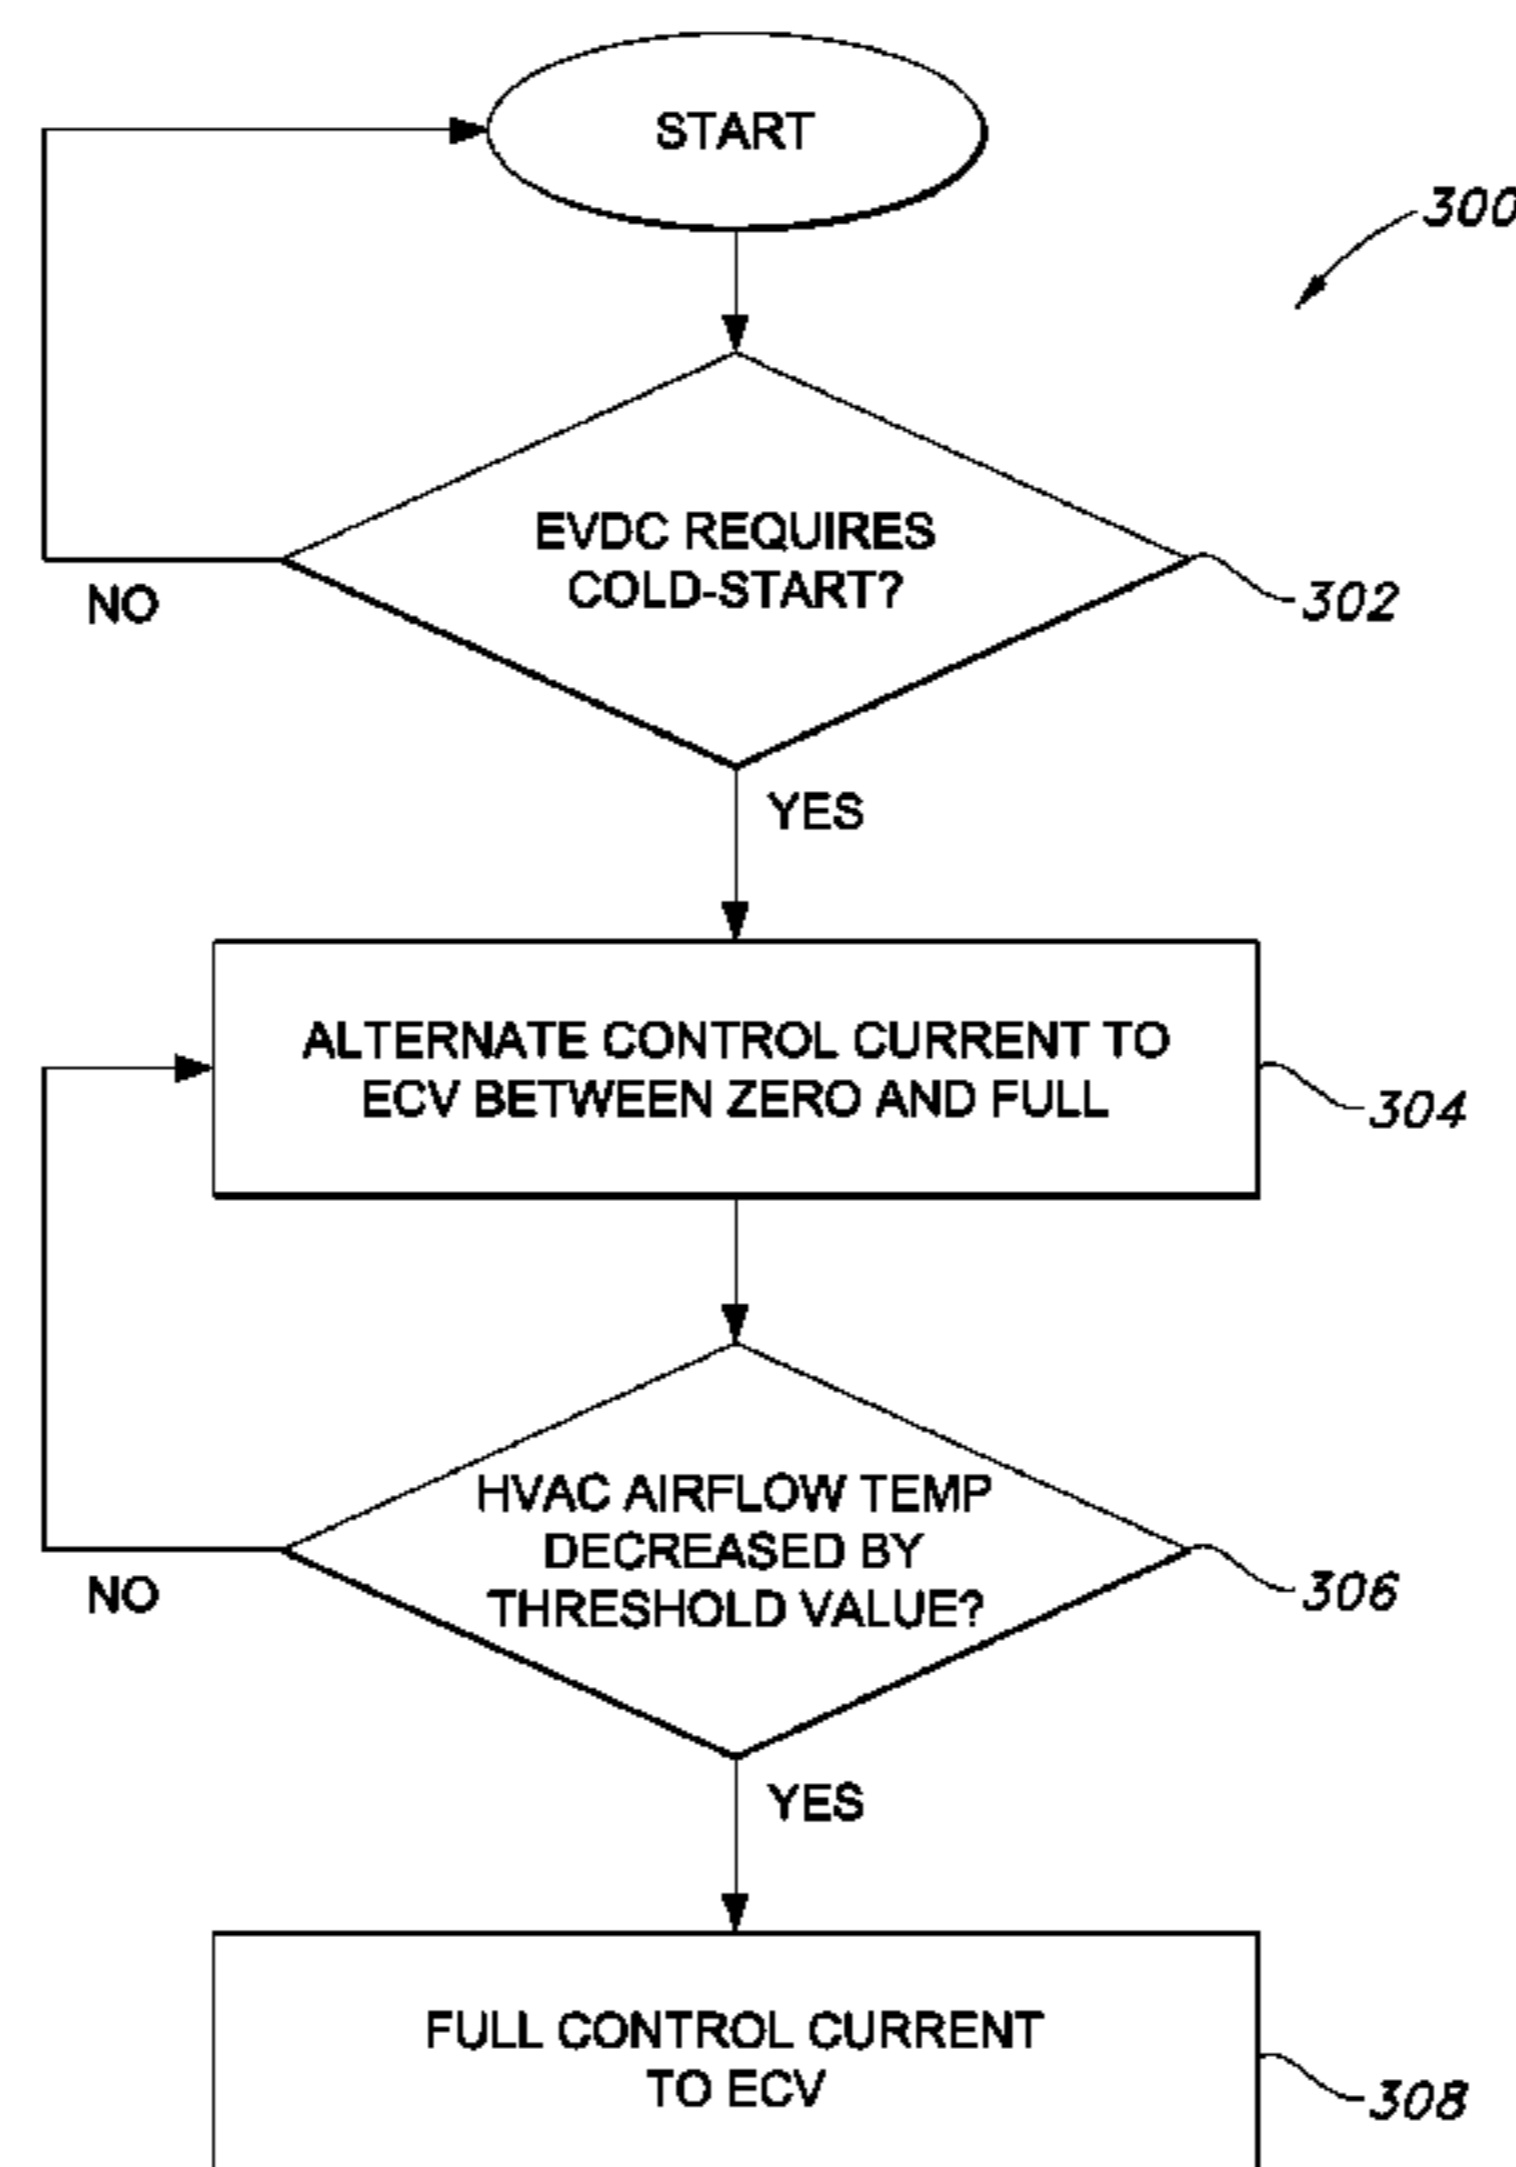 START
300
EVDC REQUIRES
COLD-START?
302
NO
YES
ALTERNATE CONTROL CURRENT TO
ECV BETWEEN ZERO AND FULL
304
HVAC AIRFLOW TEMP
DECREASED BY
THRESHOLD VALUE?
306
NO
YES
FULL CONTROL CURRENT
TO ECV
308